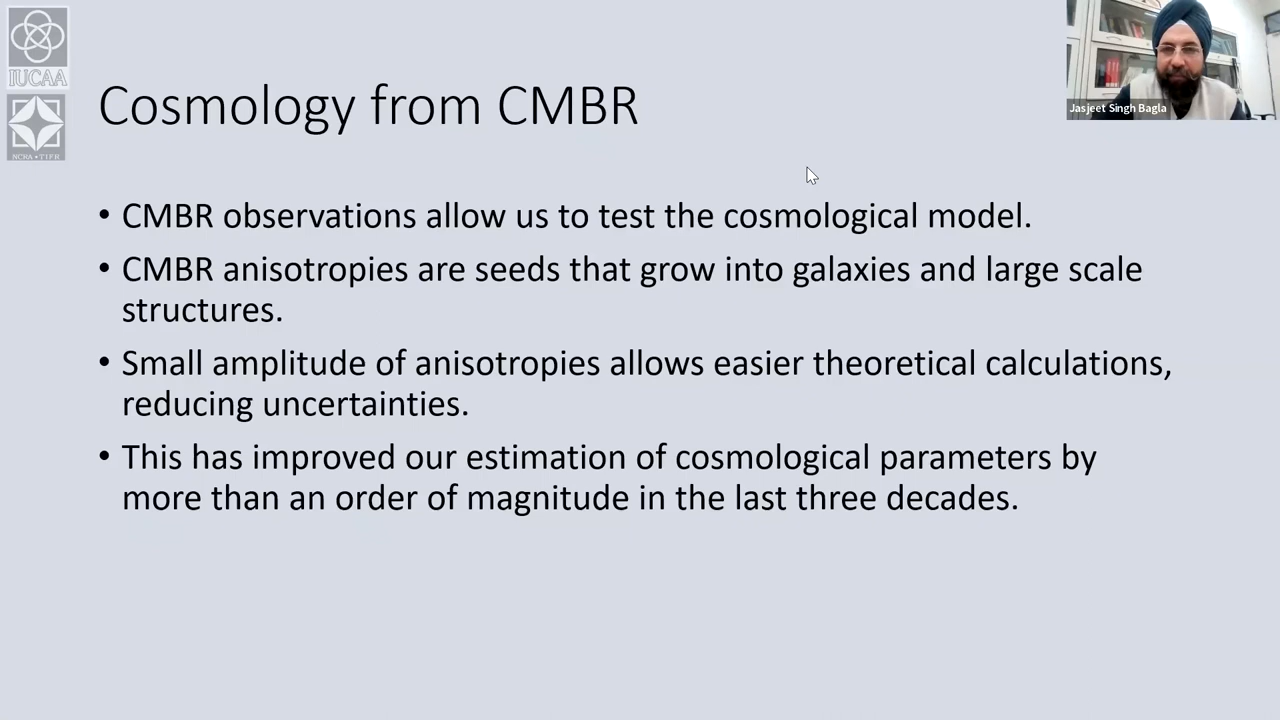 IUCAA
NCRA • TIFR
Jasjeet Singh Bagla
Cosmology from CMBR
• CMBR observations allow us to test the cosmological model.
• CMBR anisotropies are seeds that grow into galaxies and large scale
structures.
• Small amplitude of anisotropies allows easier theoretical calculations,
reducing uncertainties.
• This has improved our estimation of cosmological parameters by
more than an order of magnitude in the last three decades.